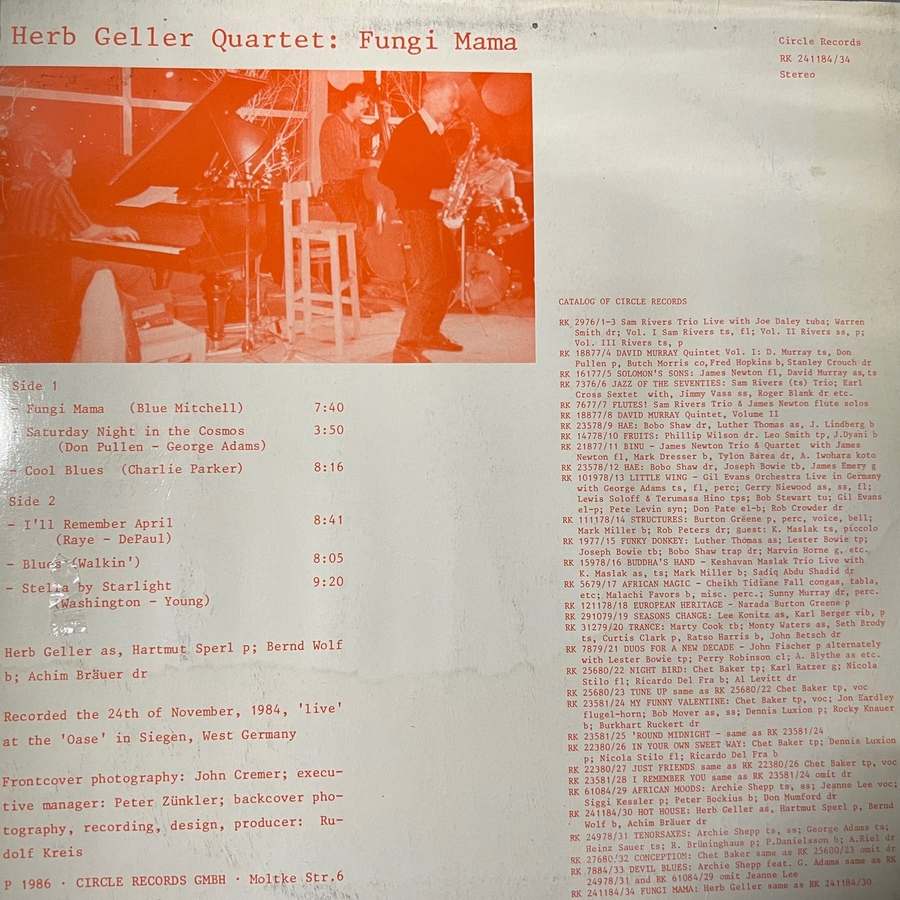 Herb Geller Quartet: Fungi Mama
Circle Records
RK 241184/34
Stereo
Side 1
- Fungi Mama (Blue Mitchell) 7:40
Saturday Night in the Cosmos 3:50
(Don Pullen - George Adams)
- Cool Blues (Charlie Parker) 8:16
Side 2
- I'll Remember April 8:41
(Raye - DePaul)
- Blues (Walkin') 8:05
- Stella by Starlight 9:20
(Washington - Young)
Herb Geller as, Hartmut Sperl p; Bernd Wolf
b; Achim Bräuer dr
Recorded the 24th of November, 1984, 'live'
at the 'Oase' in Siegen, West Germany
Frontcover photography: John Cremer; execu-
tive manager: Peter Zünkler; backcover pho-
tography, recording, design, producer: Ru-
dolf Kreis
P 1986 · CIRCLE RECORDS GMBH · Moltke Str.6
CATALOG OF CIRCLE RECORDS
RK 2976/1-3 Sam Rivers Trio Live with Joe Daley tuba; Warren
Smith dr; Vol. I Sam Rivers ts, fl; Vol. II Rivers ss, p;
Vol. III Rivers ts, p
RK 18877/4 DAVID MURRAY Quintet Vol. I: D. Murray ts, Don
Pullen p, Butch Morris co,Fred Hopkins b,Stanley Crouch dr
RK 16177/5 SOLOMON'S SONS: James Newton fl, David Murray as,ts
RK 7376/6 JAZZ OF THE SEVENTIES: Sam Rivers (ts) Trio; Earl
Cross Sextet with, Jimmy Vass ss, Roger Blank dr etc.
RK 7677/7 FLUTES! Sam Rivers Trio & James Newton flute solos
RK 18877/8 DAVID MURRAY Quintet, Volume II
RK 23578/9 HAE: Bobo Shaw dr, Luther Thomas as, J. Lindberg b
RK 14778/10 FRUITS: Phillip Wilson dr. Leo Smith tp,J.Dyani b
RK 21877/11 BINU - James Newton Trio & Quartet with James
Newton fl, Mark Dresser b, Tylon Barea dr, A. Iwohara koto
RK 23578/12 HAE: Bobo Shaw dr, Joseph Bowie tb, James Emery g
RK 101978/13 LITTLE WING - Gil Evans Orchestra Live in Germany
with George Adams ts, fl, perc; Gerry Niewood as, ss, fl;
Lewis Soloff & Terumasa Hino tps; Bob Stewart tu; Gil Evans
el-p; Pete Levin syn; Don Pate el-b; Rob Crowder dr
RK 111178/14 STRUCTURES: Burton Greene p, perc, voice, bell;
Mark Miller b; Rob Peters dr; guest: K. Maslak ts, piccolo
RK 1977/15 FUNKY DONKEY: Luther Thomas as; Lester Bowie tp;
Joseph Bowie tb; Bobo Shaw trap dr; Marvin Horne g, etc.
RK 15978/16 BUDDHA'S HAND - Keshavan Maslak Trio Live with
K. Maslak as, ts; Mark Miller b; Sadiq Abdu Shadid dr
RK 5679/17 AFRICAN MAGIC - Cheikh Tidiane Fall congas, tabla,
etc; Malachi Favors b, misc. perc.; Sunny Murray dr, perc.
RK 121178/18 EUROPEAN HERITAGE - Narada Burton Greene p
RK 291079/19 SEASONS CHANGE: Lee Konitz as, Karl Berger vib, p
RK 31279/20 TRANCE: Marty Cook tb; Monty Waters as, Seth Brody
ts, Curtis Clark p, Ratso Harris b, John Betsch dr
RK 7879/21 DUOS FOR A NEW DECADE - John Fischer p alternately
with Lester Bowie tp; Perry Robinson cl; A. Blythe as etc.
RK 25680/22 NIGHT BIRD: Chet Baker tp; Karl Ratzer g; Nicola
Stilo fl; Ricardo Del Fra b; Al Levitt dr
RK 25680/23 TUNE UP same as RK 25680/22 Chet Baker tp, voc
RK 23581/24 MY FUNNY VALENTINE: Chet Baker tp, voc; Jon Eardley
flugel-horn; Bob Mover as, ss; Dennis Luxion p; Rocky Knauer
b; Burkhart Ruckert dr
RK 23581/25 'ROUND MIDNIGHT - same as RK 23581/24
RK 22380/26 IN YOUR OWN SWEET WAY: Chet Baker tp; Dennis Luxion
p; Nicola Stilo fl; Ricardo Del Fra b
RK 22380/27 JUST FRIENDS same as RK 22380/26 Chet Baker tp, voc
RK 23581/28 I REMEMBER YOU same as RK 23581/24 omit dr
RK 61084/29 AFRICAN MOODS: Archie Shepp ts, ss; Jeanne Lee voc;
Siggi Kessler p; Peter Bockius b; Don Mumford dr
RK 241184/30 HOT HOUSE: Herb Geller as, Hartmut Sperl p, Bernd
Wolf b, Achim Bräuer dr
RK 24978/31 TENORSAXES: Archie Shepp ts, ss; George Adams ts;
Heinz Sauer ts; R. Brüninghaus p; P.Danielsson b; A.Riel dr
RK 27680/32 CONCEPTION: Chet Baker same as RK 25680/23 omit dr
RK 7884/33 DEVIL BLUES: Archie Shepp feat. G. Adams same as RK
24978/31 and RK 61084/29 omit Jeanne Lee
RK 241184/34 FUNGI MAMA: Herb Geller same as RK 241184/30